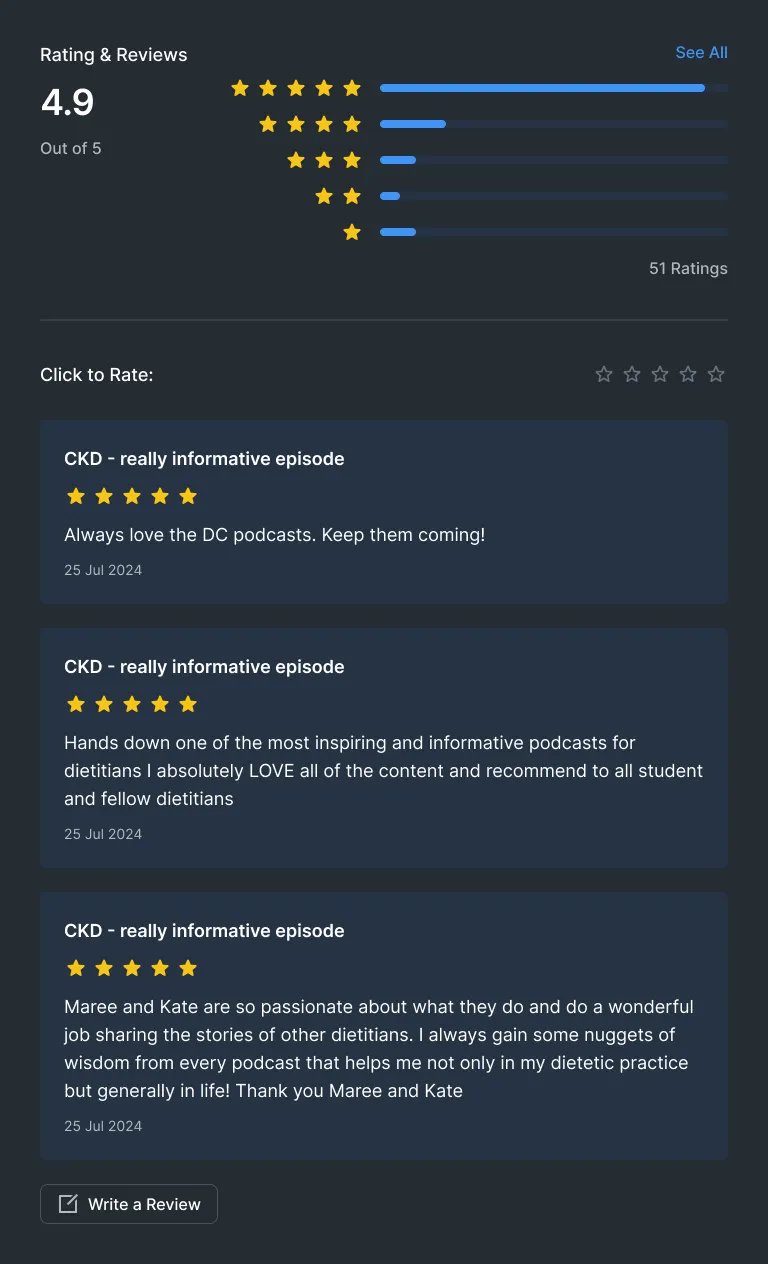 Rating & Reviews
See All
4.9
Out of 5
51 Ratings
Click to Rate:
CKD - really informative episode
Always love the DC podcasts. Keep them coming!
25 Jul 2024
CKD - really informative episode
Hands down one of the most inspiring and informative podcasts for
dietitians I absolutely LOVE all of the content and recommend to all student
and fellow dietitians
25 Jul 2024
CKD - really informative episode
Maree and Kate are so passionate about what they do and do a wonderful
job sharing the stories of other dietitians. I always gain some nuggets of
wisdom from every podcast that helps me not only in my dietetic practice
but generally in life! Thank you Maree and Kate
25 Jul 2024
Write a Review